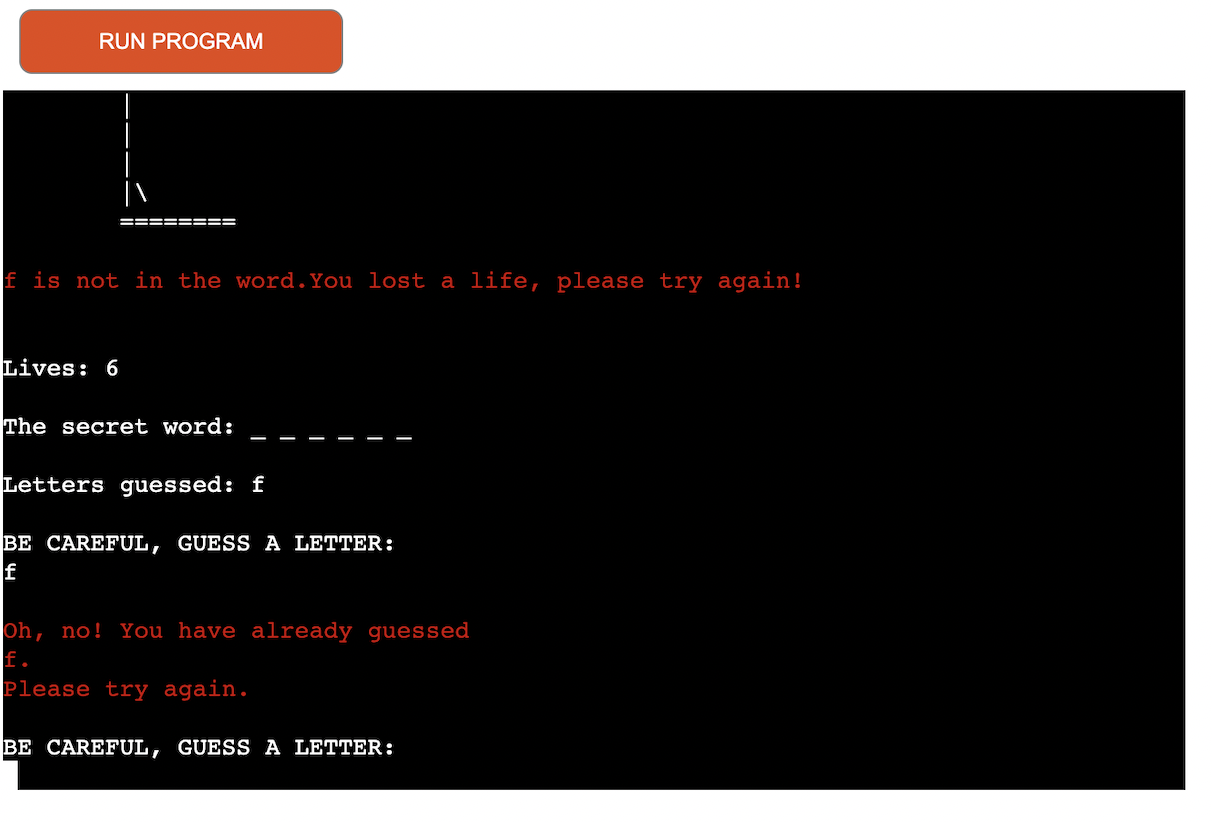 RUN PROGRAM
|
|
|
|\
========
f is not in the word.You lost a life, please try again!
Lives: 6
The secret word: _ _ _ _ _ _
Letters guessed: f
BE CAREFUL, GUESS A LETTER:
f
Oh, no! You have already guessed
f.
Please try again.
BE CAREFUL, GUESS A LETTER: